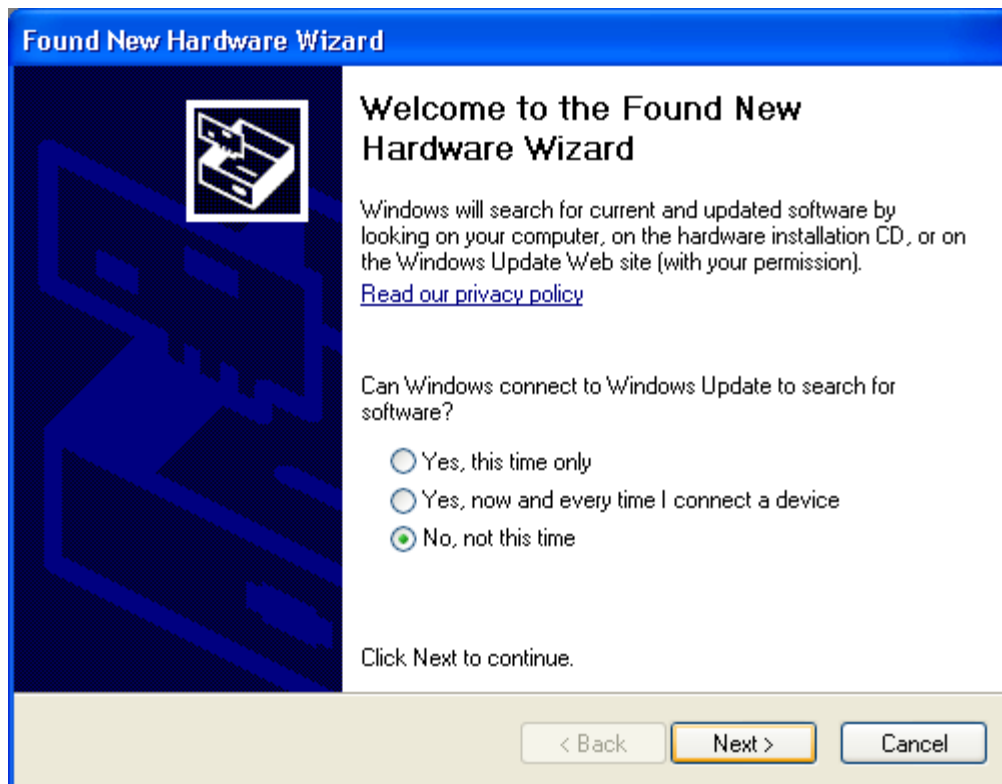 Found New Hardware Wizard
Welcome to the Found New
Hardware Wizard
Windows will search for current and updated software by
looking on your computer, on the hardware installation CD, or on
the Windows Update Web site (with your permission).
Read our privacy policy
Can Windows connect to Windows Update to search for
software?
Yes, this time only
Yes, now and every time I connect a device
No, not this time
Click Next to continue.
< Back
Next >
Cancel